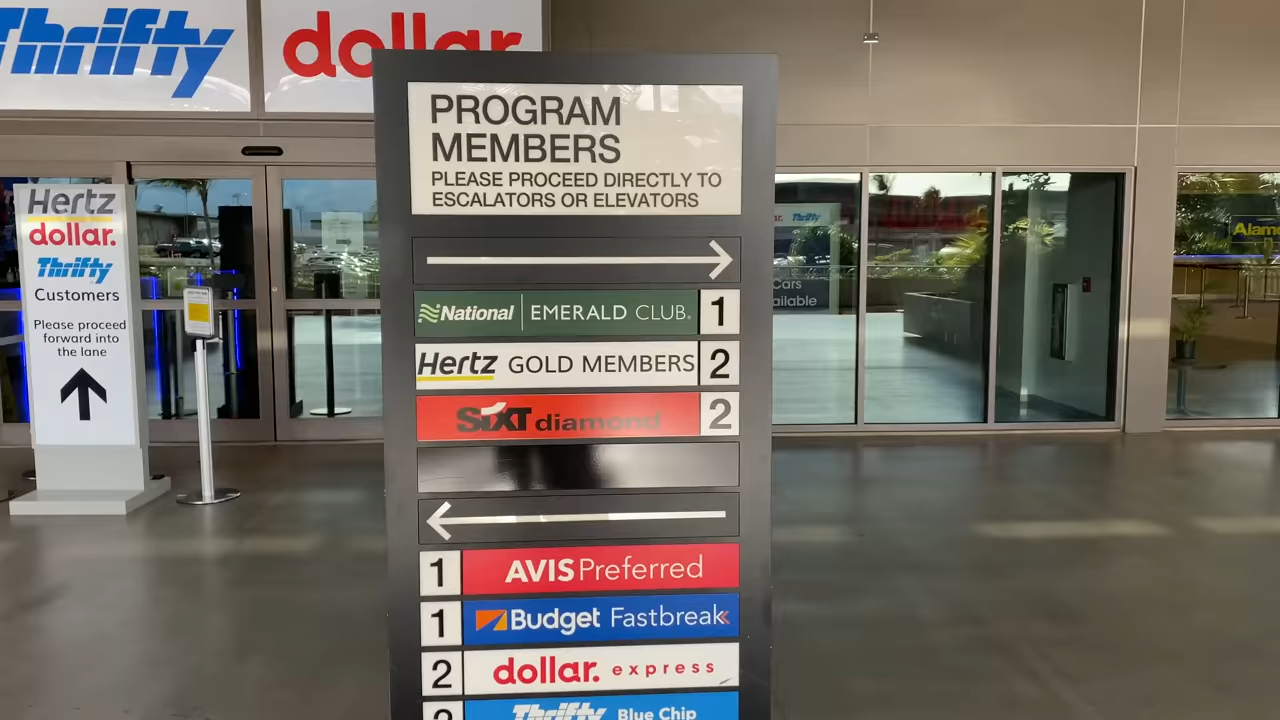 Thrifty
dollar
PROGRAM
MEMBERS
PLEASE PROCEED DIRECTLY TO
ESCALATORS OR ELEVATORS
National EMERALD CLUB®
1
Hertz GOLD MEMBERS
2
SiXT diamond
2
1
AVIS Preferred
1
Budget Fastbreak
2
dollar. express
Thrifty Blue Chip
Hertz
dollar.
Thrifty
Customers
Please proceed
forward into
the lane
Thrifty
Cars
ailable
Alamo